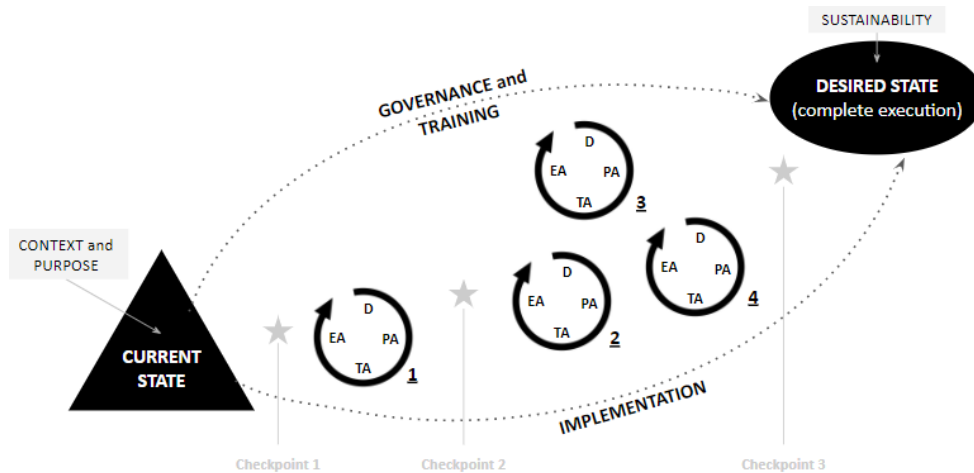 SUSTAINABILITY
DESIRED STATE
(complete execution)
GOVERNANCE and
TRAINING
D
EA
PA
TA
3
CONTEXT and
PURPOSE
CURRENT
STATE
D
EA
PA
TA
1
D
EA
PA
TA
2
D
EA
PA
TA
4
IMPLEMENTATION
Checkpoint 1
Checkpoint 2
Checkpoint 3